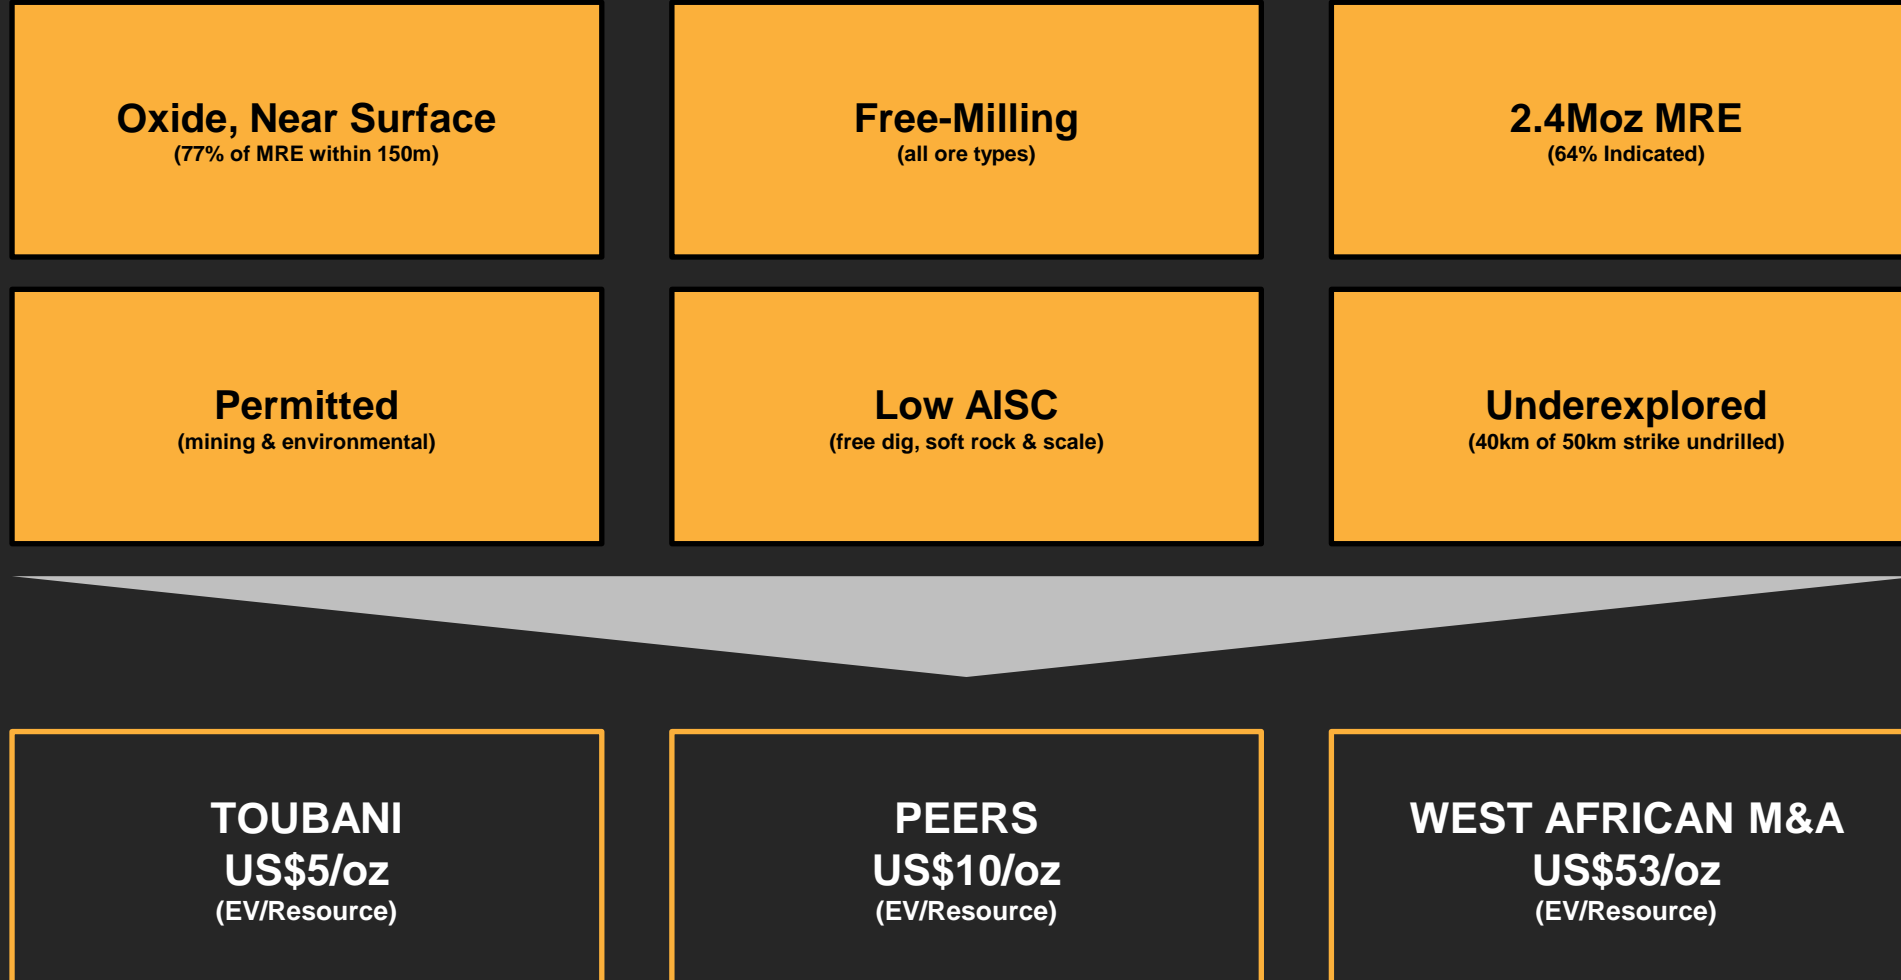 Oxide, Near Surface
(77% of MRE within 150m)
Free-Milling
(all ore types)
2.4Moz MRE
(64% Indicated)
Permitted
(mining & environmental)
Low AISC
(free dig, soft rock & scale)
Underexplored
(40km of 50km strike undrilled)
TOUBANI
US$5/oz
(EV/Resource)
PEERS
US$10/oz
(EV/Resource)
WEST AFRICAN M&A
US$53/oz
(EV/Resource)